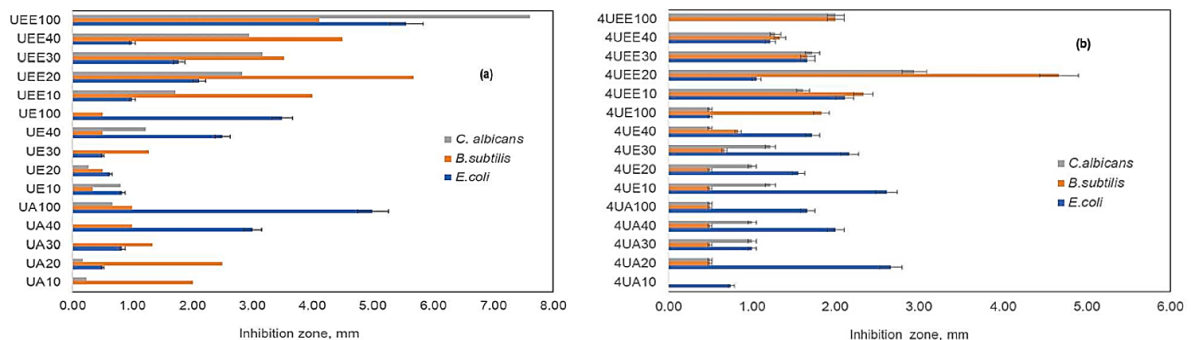 UEE100
UEE40
UEE30
UEE20
UEE10
UE100
UE40
UE30
UE20
UE10
UA100
UA40
UA30
UA20
UA10
(a)
C. albicans
B.subtilis
E.coli
0.00 1.00 2.00 3.00 4.00 5.00 6.00 7.00 8.00
Inhibition zone, mm
4UEE100
4UEE40
4UEE30
4UEE20
4UEE10
4UE100
4UE40
4UE30
4UE20
4UE10
4UA100
4UA40
4UA30
4UA20
4UA10
(b)
C.albicans
B.subtilis
E.coli
0.00 1.00 2.00 3.00 4.00 5.00 6.00
Inhibition zone, mm